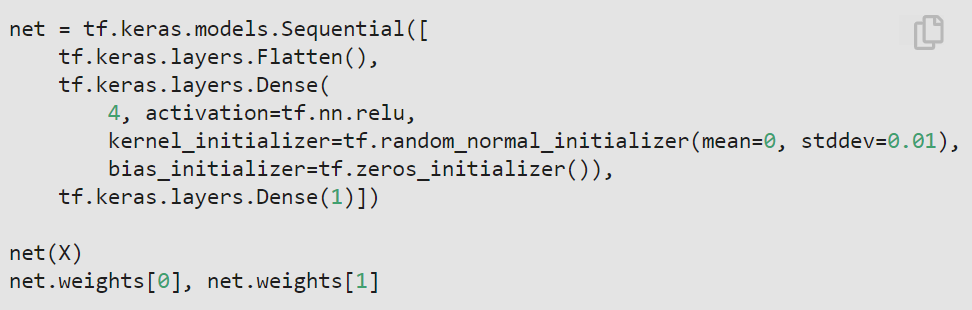 net = tf.keras.models.Sequential([
    tf.keras.layers.Flatten(),
    tf.keras.layers.Dense(
        4, activation=tf.nn.relu,
        kernel_initializer=tf.random_normal_initializer(mean=0, stddev=0.01),
        bias_initializer=tf.zeros_initializer()),
    tf.keras.layers.Dense(1)])

net(X)
net.weights[0], net.weights[1]